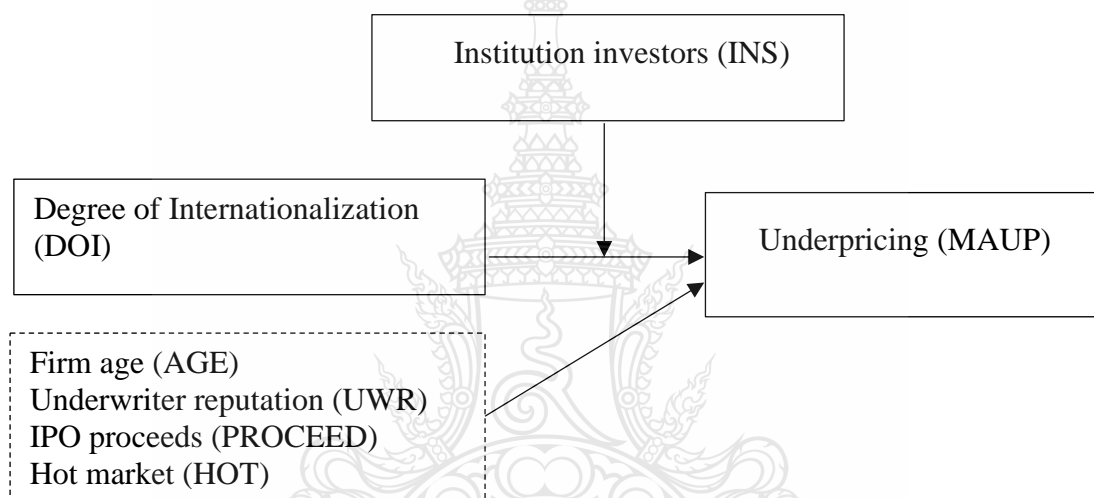 Institution investors (INS)
Degree of Internationalization
(DOI)
Underpricing (MAUP)
Firm age (AGE)
Underwriter reputation (UWR)
IPO proceeds (PROCEED)
Hot market (HOT)